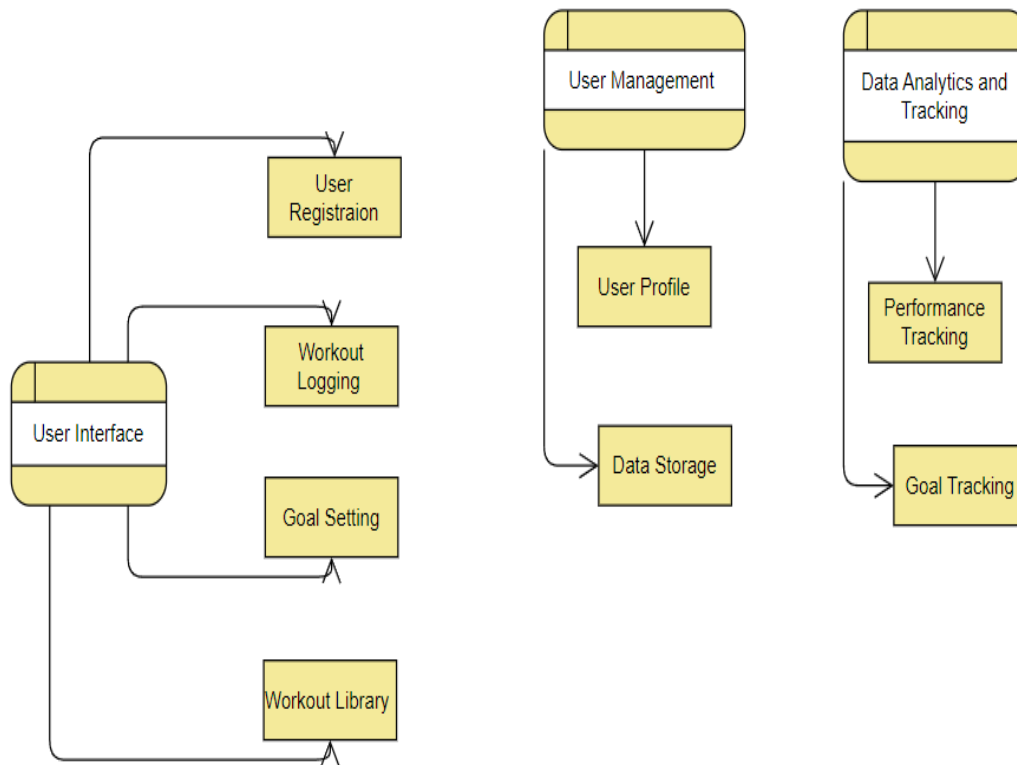 User Management
Data Analytics and
Tracking
User
Registraion
User Profile
Performance
Tracking
Workout
Logging
User Interface
Data Storage
Goal Tracking
Goal Setting
Workout Library